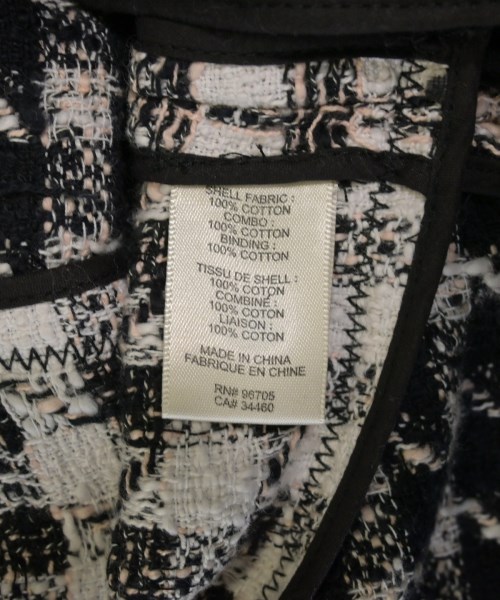 SHELL FABRIC :
100% COTTON
COMBO :
100% COTTON
BINDING :
100% COTTON
TISSU DE SHELL :
100% COTON
COMBINÉ :
100% COTON
LIAISON :
100% COTON
MADE IN CHINA
FABRIQUE EN CHINE
RN# 96705
CA# 34460